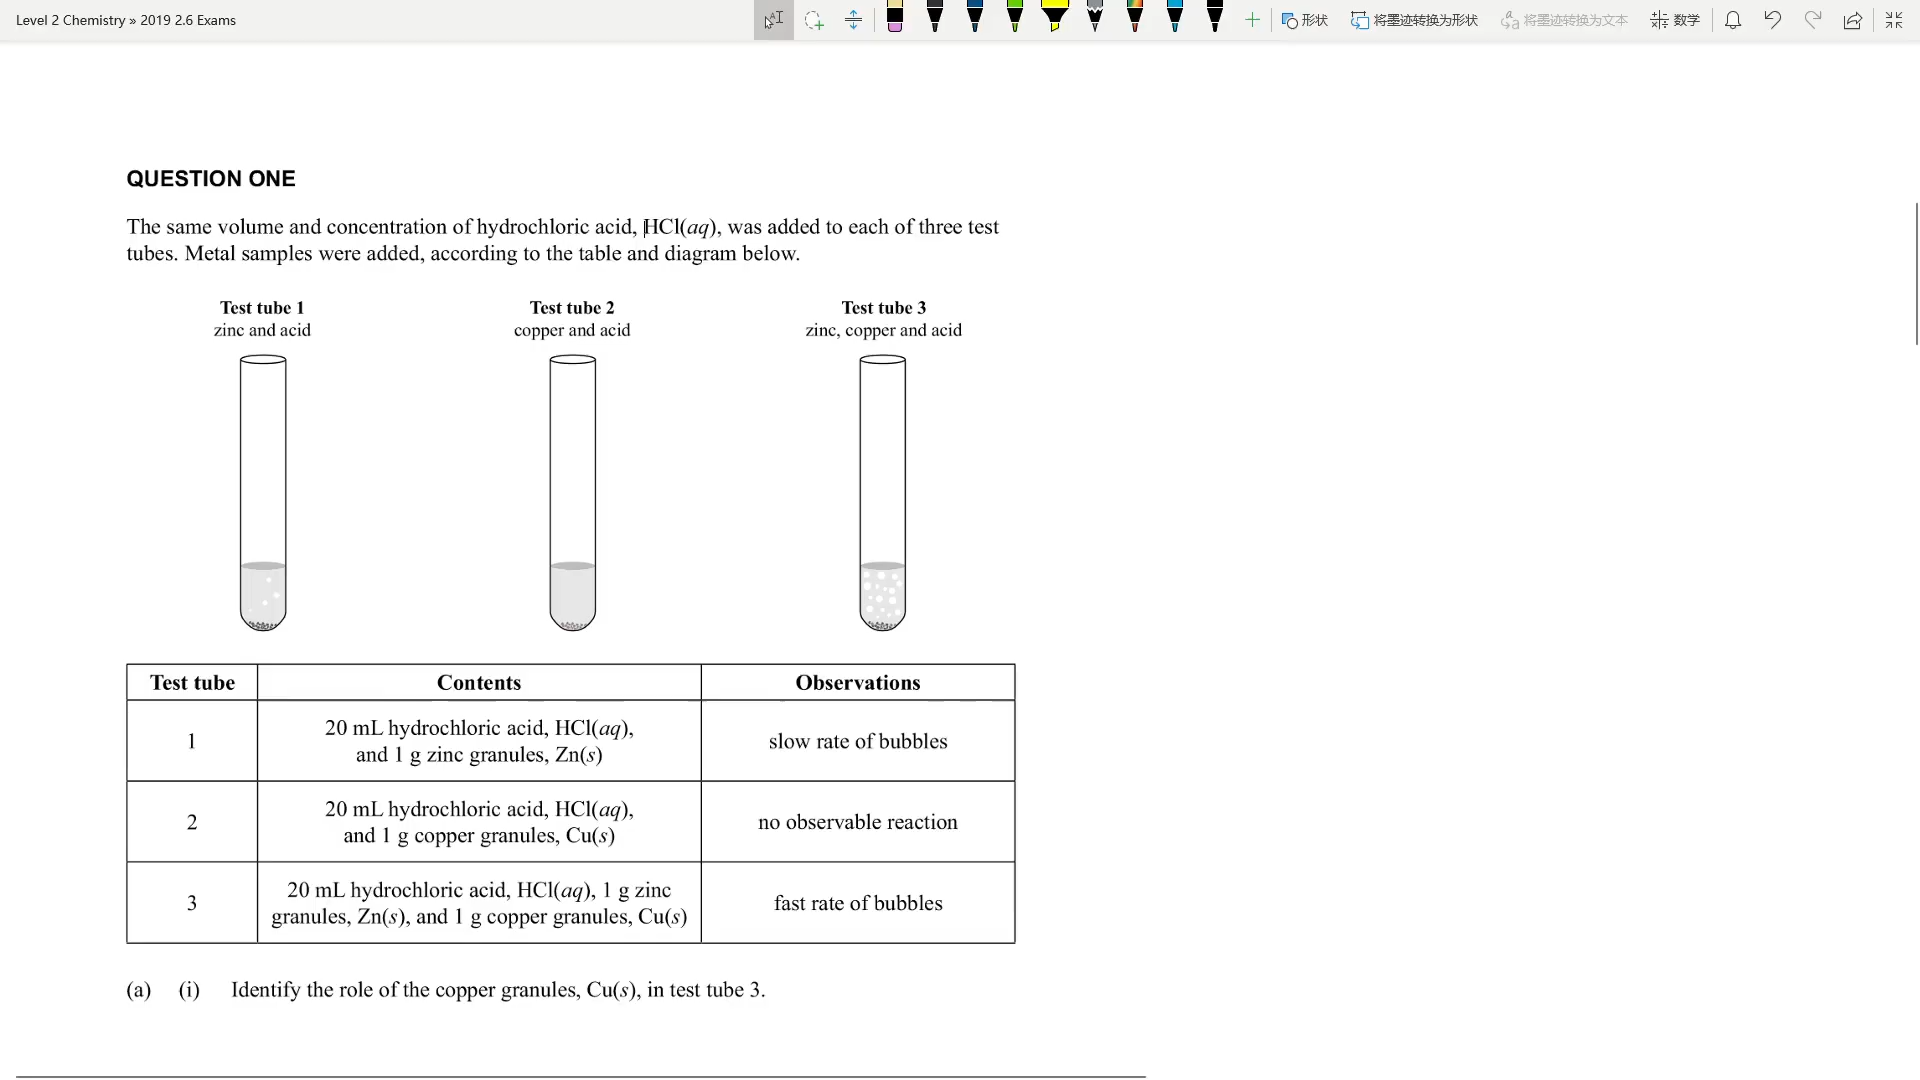 Level 2 Chemistry » 2019 2.6 Exams
形状
将墨迹转换为形状
将墨迹转换为文本
数学
QUESTION ONE
The same volume and concentration of hydrochloric acid, HCl(aq), was added to each of three test
tubes. Metal samples were added, according to the table and diagram below.
Test tube 1
zinc and acid
Test tube 2
copper and acid
Test tube 3
zinc, copper and acid
Test tube
Contents
Observations
1
20 mL hydrochloric acid, HCl(aq),
and 1 g zinc granules, Zn(s)
slow rate of bubbles
2
20 mL hydrochloric acid, HCl(aq),
and 1 g copper granules, Cu(s)
no observable reaction
3
20 mL hydrochloric acid, HCl(aq), 1 g zinc
granules, Zn(s), and 1 g copper granules, Cu(s)
fast rate of bubbles
(a) (i) Identify the role of the copper granules, Cu(s), in test tube 3.